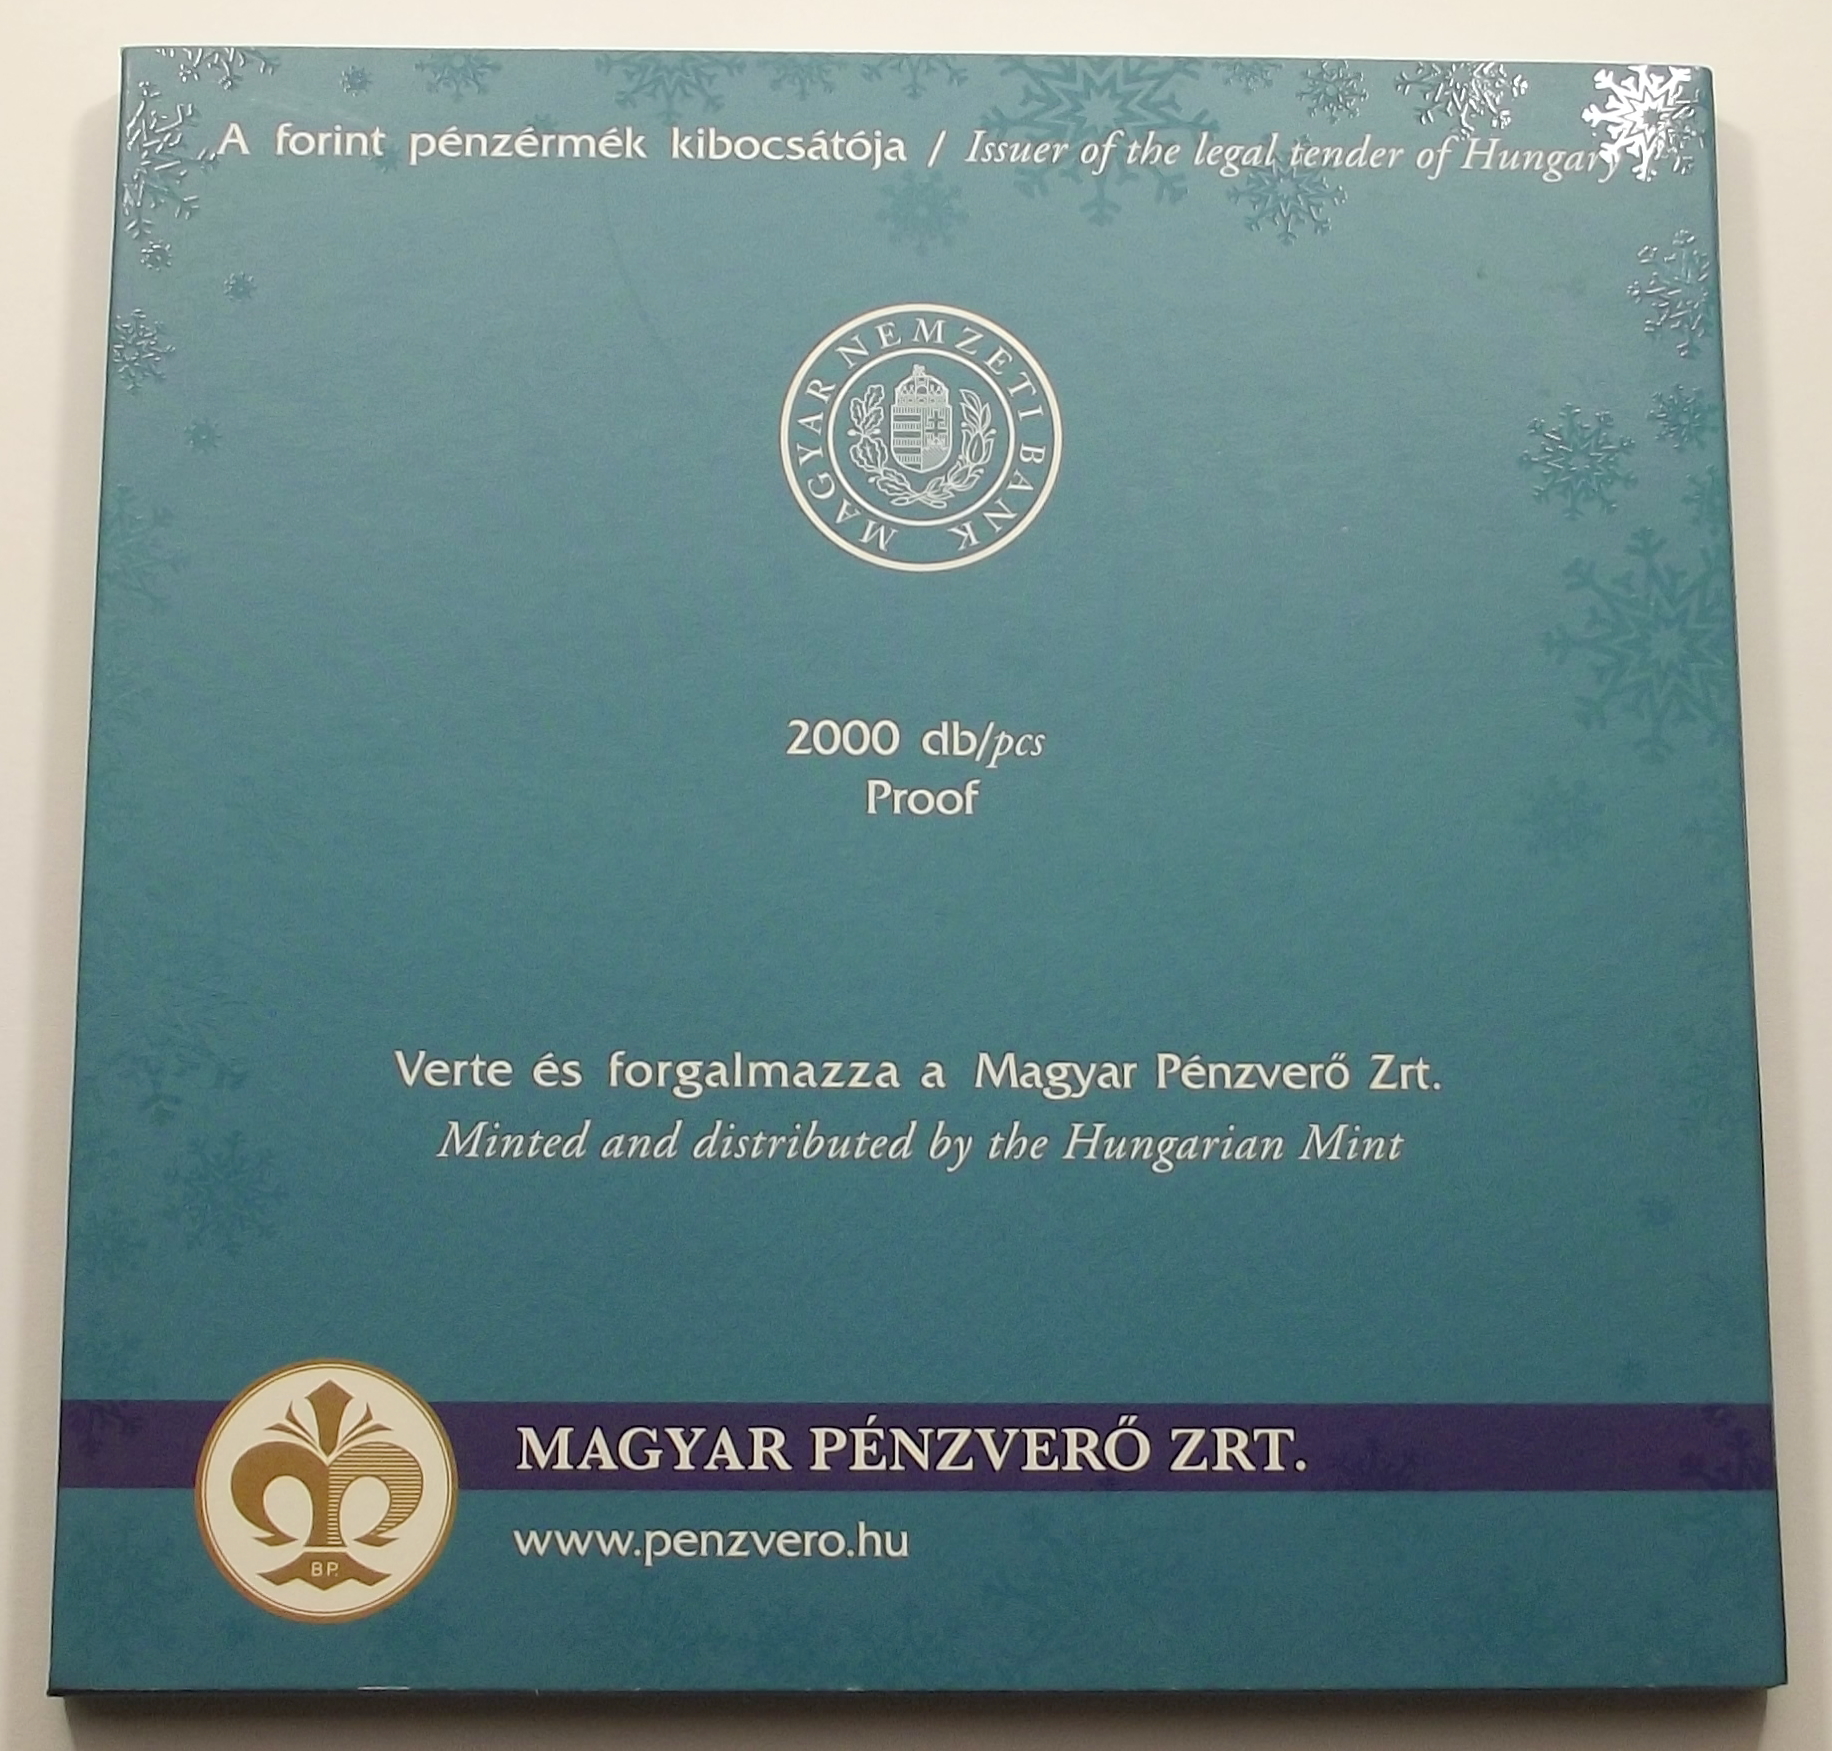 A forint pénzérmék kibocsátója / Issuer of the legal tender of Hungary
MAGYAR NEMZETI BANK
2000 db/pcs
Proof
Verte és forgalmazza a Magyar Pénzverő Zrt.
Minted and distributed by the Hungarian Mint
MAGYAR PÉNZVERŐ ZRT.
BP.
www.penzvero.hu